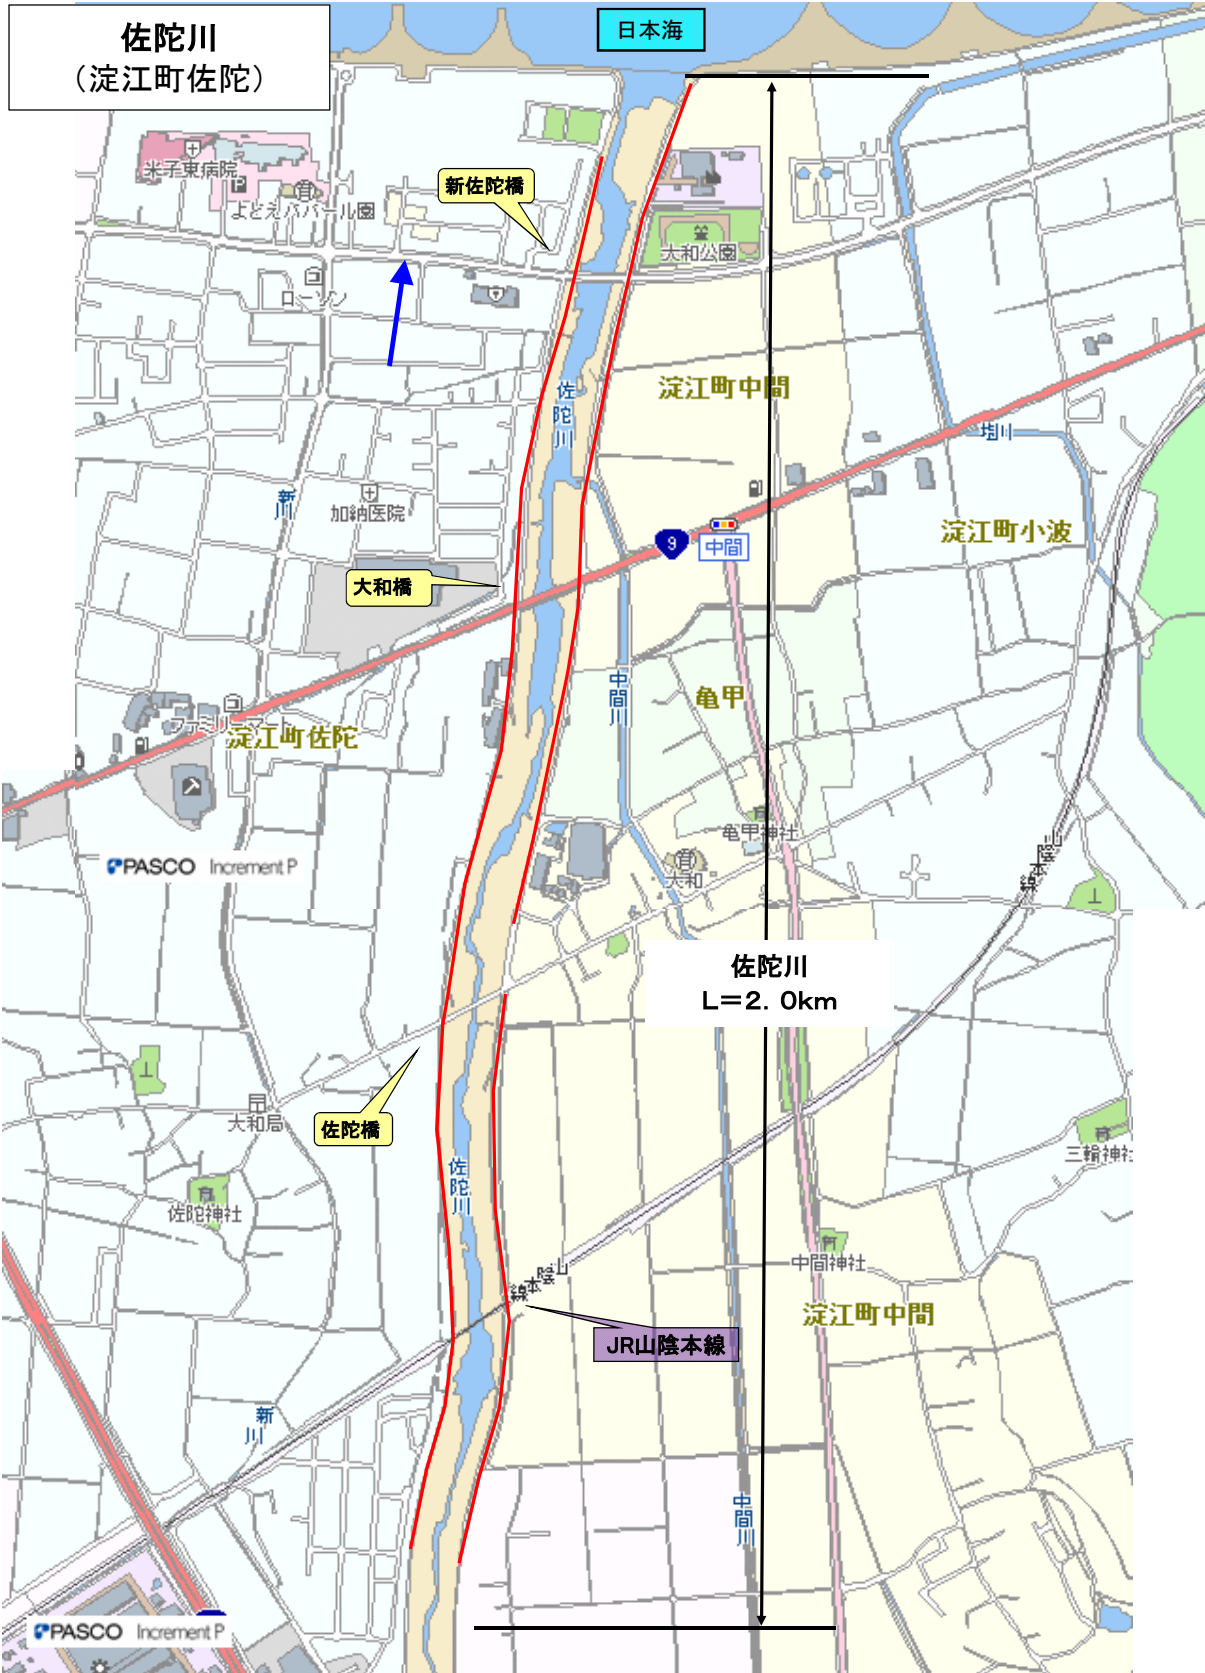 佐陀川
（淀江町佐陀）
日本海
米子東病院
P
よどえババール園
新佐陀橋
大和公園
ローソン
佐陀川
淀江町中間
塩川
新川
加納医院
9
中間
淀江町小波
大和橋
中間川
亀甲
ファミリーマート
淀江町佐陀
亀甲神社
大和
山陰本線
PASCO Increment P
佐陀川
L＝2．0km
大和局
佐陀橋
三輪神社
佐陀川
佐陀神社
中間神社
山陰本線
淀江町中間
JR山陰本線
新川
中間川
PASCO Increment P